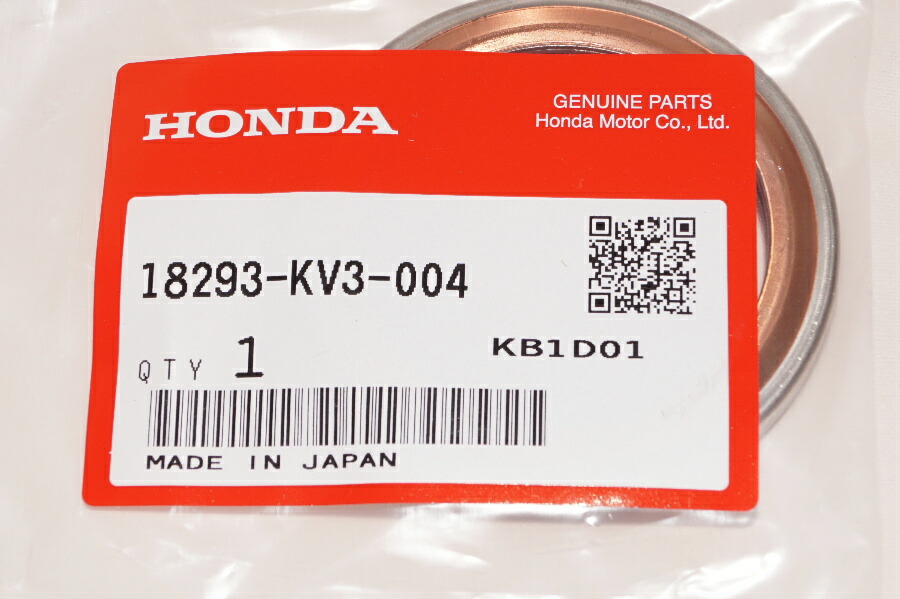 HONDA
GENUINE PARTS
Honda Motor Co., Ltd.
18293-KV3-004
KB1D01
QTY 1
MADE IN JAPAN